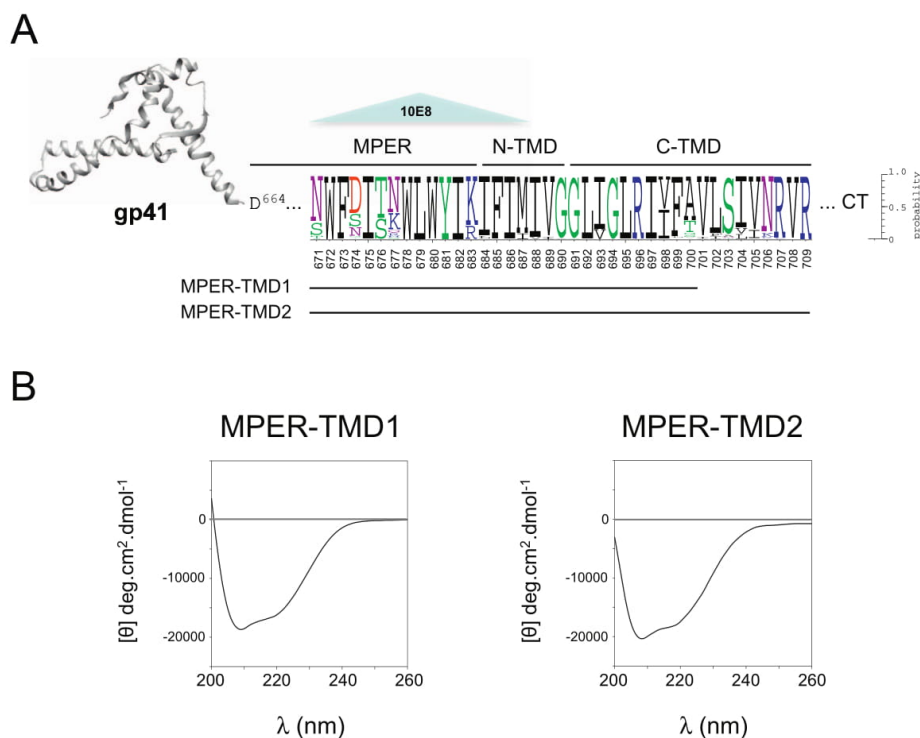 A
10E8
MPER N-TMD C-TMD
gp41
D664... NWFDITNWLWYIKIFIMIVGGLIGLRIVFAVLSIVNRVR ... CT
S S S K R I T
N
1.0
0.5
0
probability
671 672 673 674 675 676 677 678 679 680 681 682 683 684 685 686 687 688 689 690 691 692 693 694 695 696 697 698 699 700 701 702 703 704 705 706 707 708 709
MPER-TMD1
MPER-TMD2
B
MPER-TMD1
[θ] deg.cm².dmol⁻¹
0
-10000
-20000
200 220 240 260
λ (nm)
MPER-TMD2
[θ] deg.cm².dmol⁻¹
0
-10000
-20000
200 220 240 260
λ (nm)